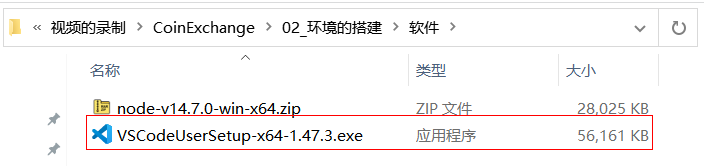 « 视频的录制 > CoinExchange > 02_环境的搭建 > 软件 >
名称 类型 大小
node-v14.7.0-win-x64.zip ZIP 文件 28,025 KB
VSCodeUserSetup-x64-1.47.3.exe 应用程序 56,161 KB